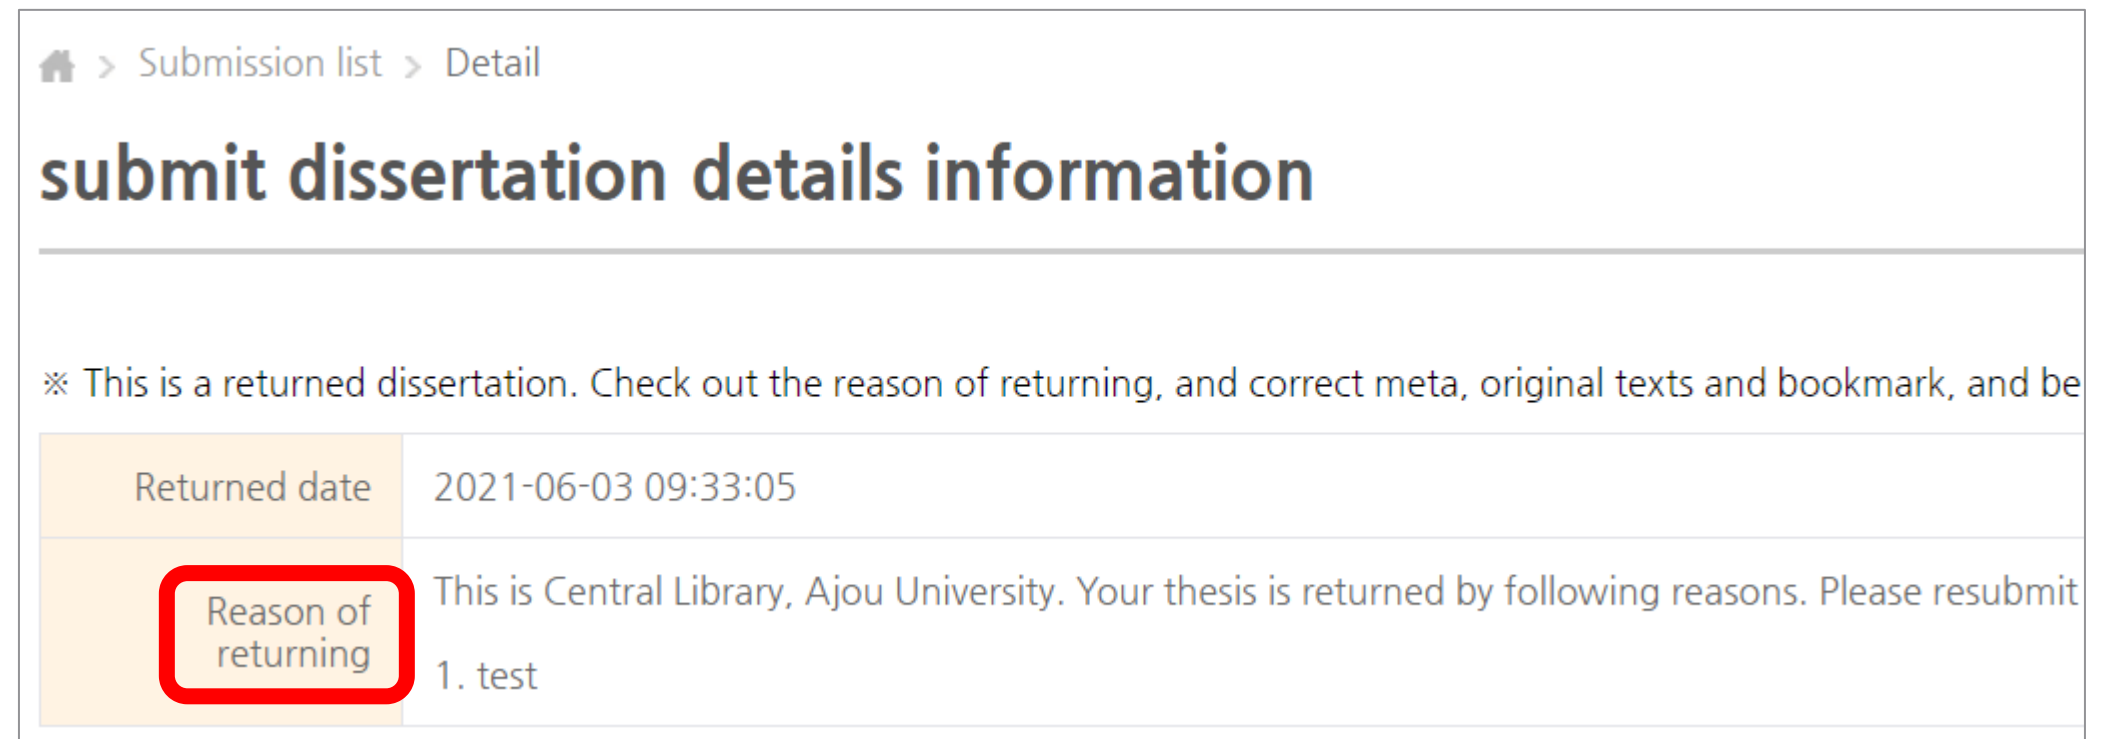 > Submission list > Detail
submit dissertation details information
※ This is a returned dissertation. Check out the reason of returning, and correct meta, original texts and bookmark, and be
Returned date 2021-06-03 09:33:05
Reason of returning
This is Central Library, Ajou University. Your thesis is returned by following reasons. Please resubmit
1. test